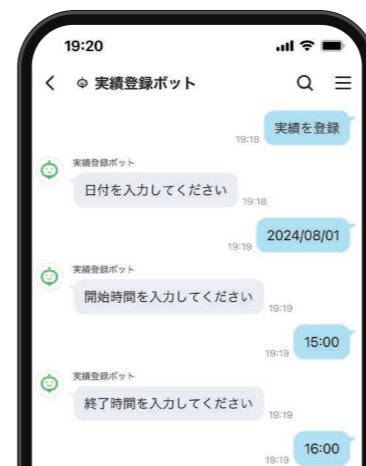 19:20
実績登録ボット
実績を登録
19:18
実績登録ボット
日付を入力してください
19:18
2024/08/01
19:19
実績登録ボット
開始時間を入力してください
19:19
15:00
19:19
実績登録ボット
終了時間を入力してください
19:19
16:00
19:19